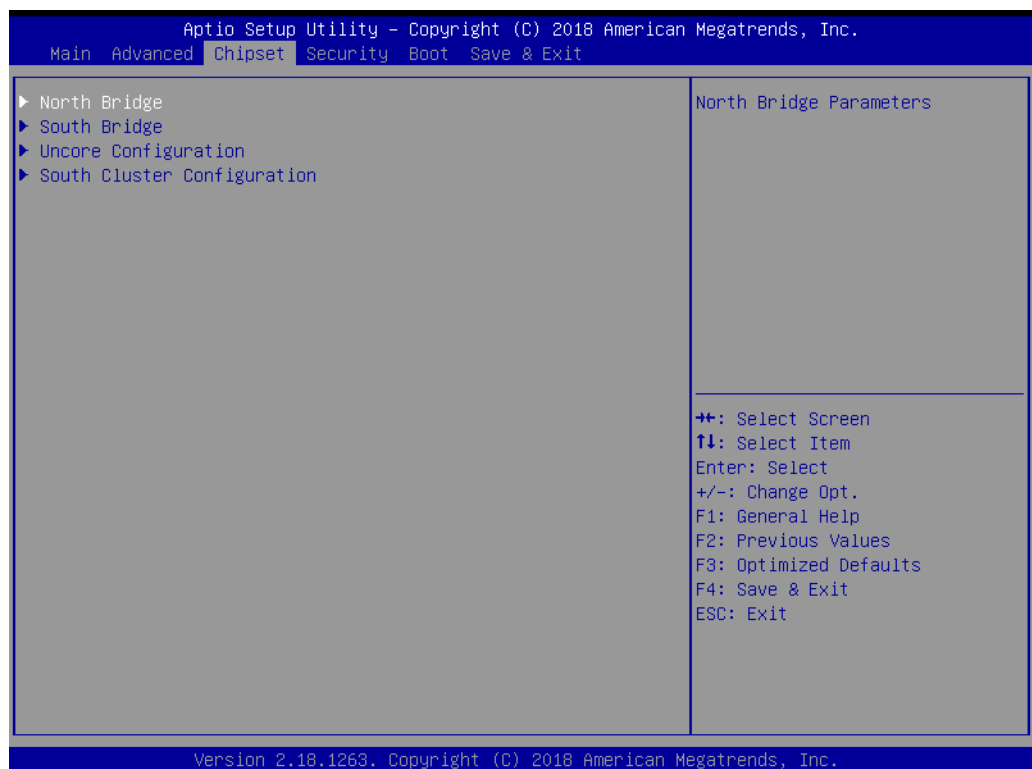 Aptio Setup Utility – Copyright (C) 2018 American Megatrends, Inc.
Main Advanced Chipset Security Boot Save & Exit
▶ North Bridge
▶ South Bridge
▶ Uncore Configuration
▶ South Cluster Configuration
North Bridge Parameters
→←: Select Screen
↑↓: Select Item
Enter: Select
+/-: Change Opt.
F1: General Help
F2: Previous Values
F3: Optimized Defaults
F4: Save & Exit
ESC: Exit
Version 2.18.1263. Copyright (C) 2018 American Megatrends, Inc.